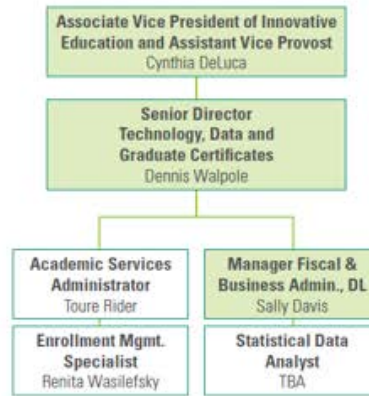 Associate Vice President of Innovative
Education and Assistant Vice Provost
Cynthia DeLuca
Senior Director
Technology, Data and
Graduate Certificates
Dennis Walpole
Academic Services
Administrator
Toure Rider
Enrollment Mgmt.
Specialist
Renita Wasilefsky
Manager Fiscal &
Business Admin., DL
Sally Davis
Statistical Data
Analyst
TBA